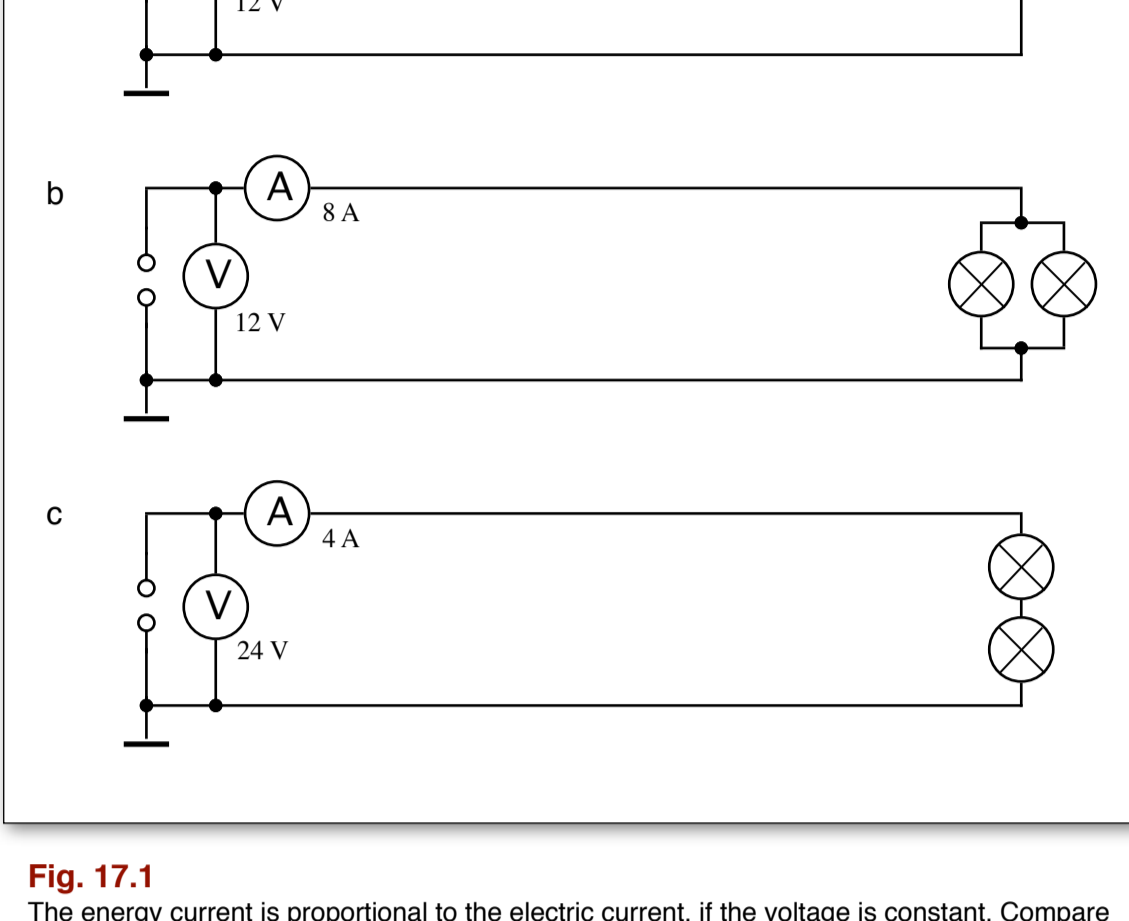 12 V
b
A
8 A
V
12 V
c
A
4 A
V
24 V
Fig. 17.1
The energy current is proportional to the electric current, if the voltage is constant. Compare